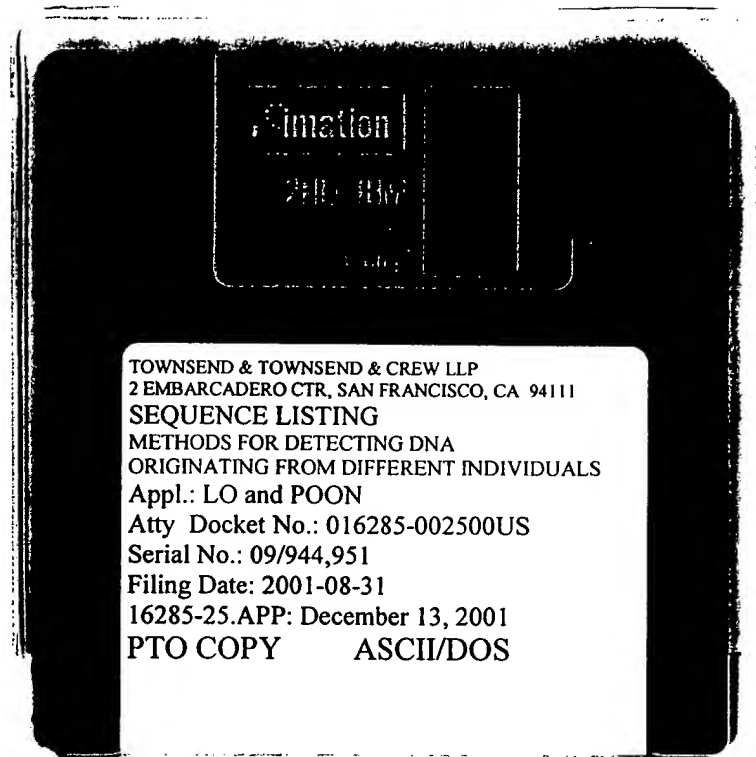 imation
TOWNSEND & TOWNSEND & CREW LLP
2 EMBARCADERO CTR, SAN FRANCISCO, CA 94111
SEQUENCE LISTING
METHODS FOR DETECTING DNA
ORIGINATING FROM DIFFERENT INDIVIDUALS
Appl.: LO and POON
Atty Docket No.: 016285-002500US
Serial No.: 09/944,951
Filing Date: 2001-08-31
16285-25.APP: December 13, 2001
PTO COPY ASCII/DOS